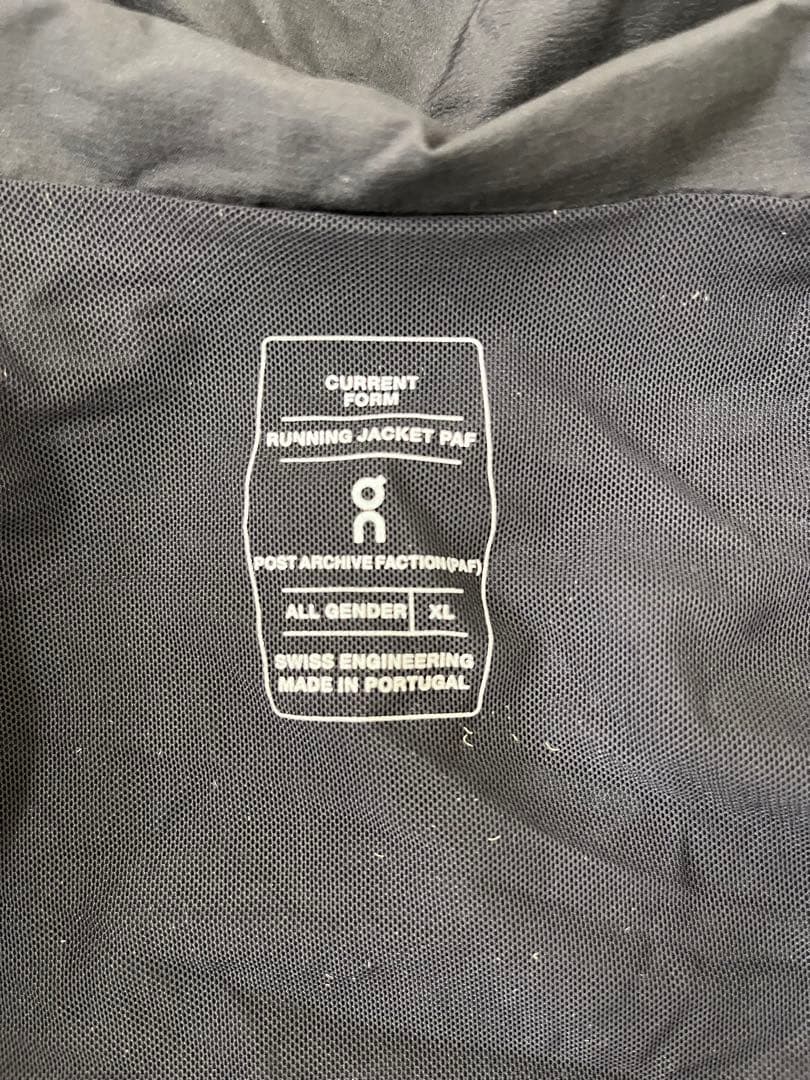 CURRENT
FORM
RUNNING JACKET PAF
on
POST ARCHIVE FACTION(PAF)
ALL GENDER XL
SWISS ENGINEERING
MADE IN PORTUGAL